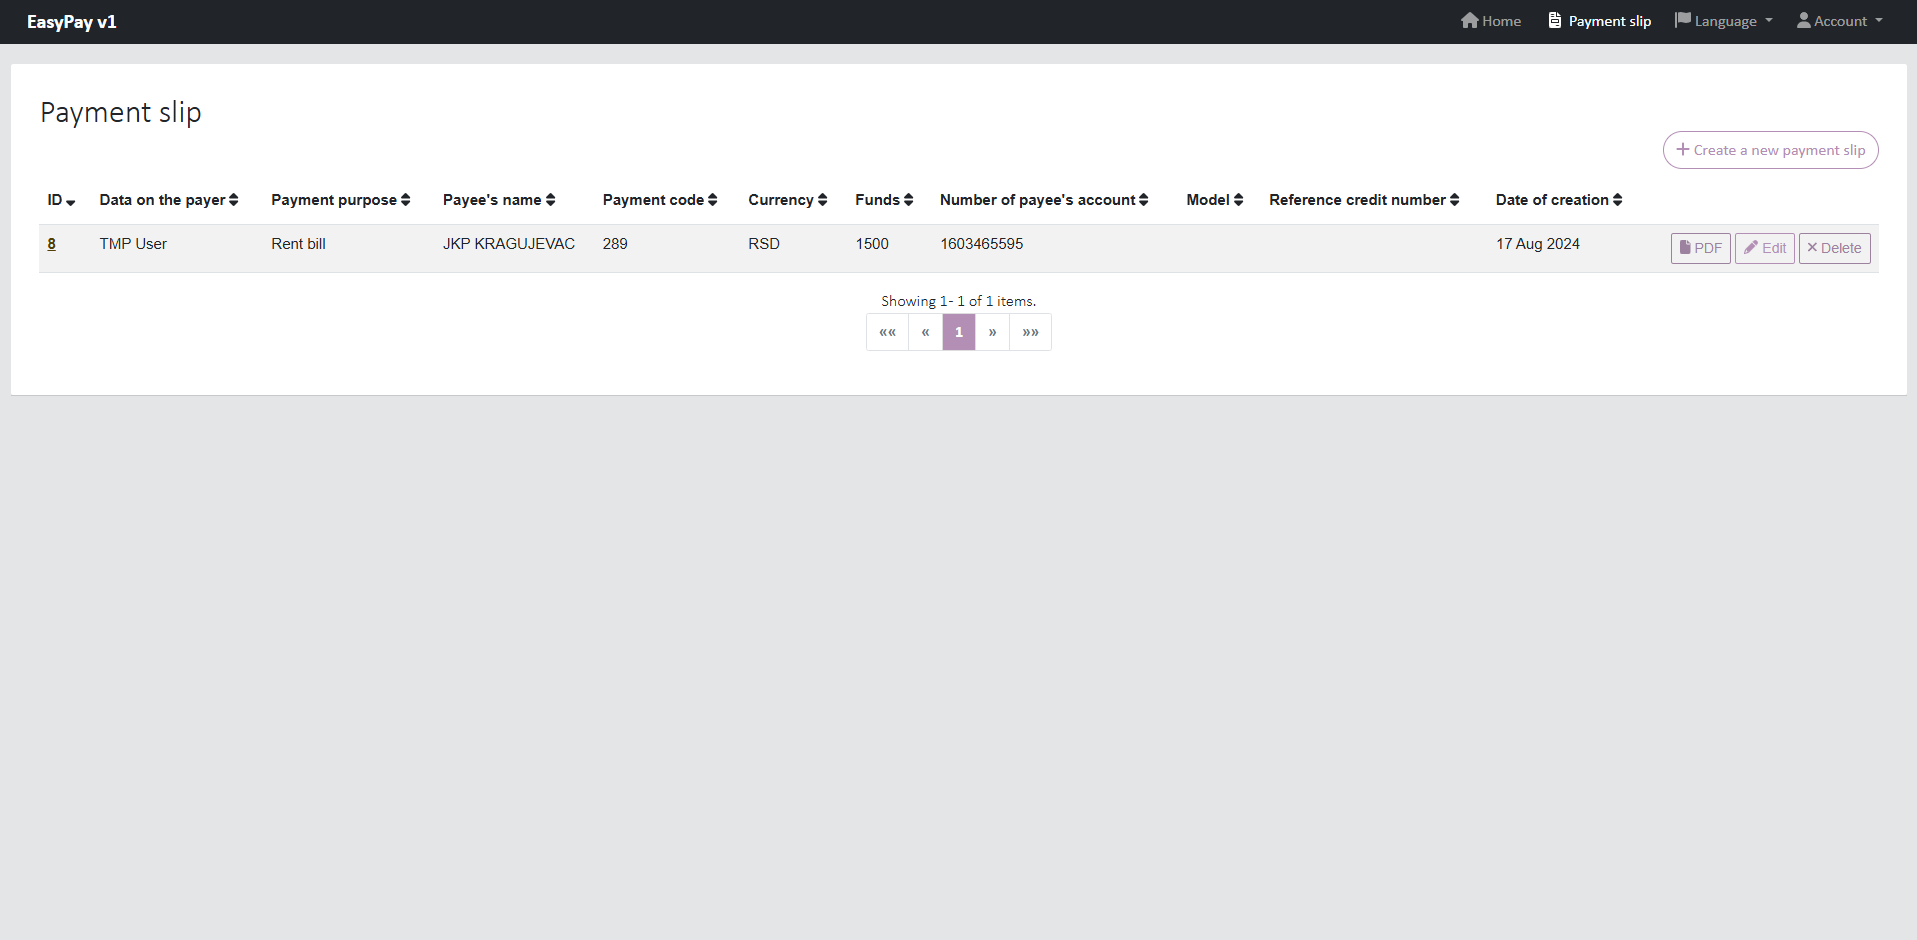 EasyPay v1 Home Payment slip Language Account
Payment slip
Create a new payment slip
ID Data on the payer Payment purpose Payee's name Payment code Currency Funds Number of payee's account Model Reference credit number Date of creation
8 TMP User Rent bill JKP KRAGUJEVAC 289 RSD 1500 1603465595 17 Aug 2024 PDF Edit Delete
Showing 1- 1 of 1 items.
«« « 1 » »»